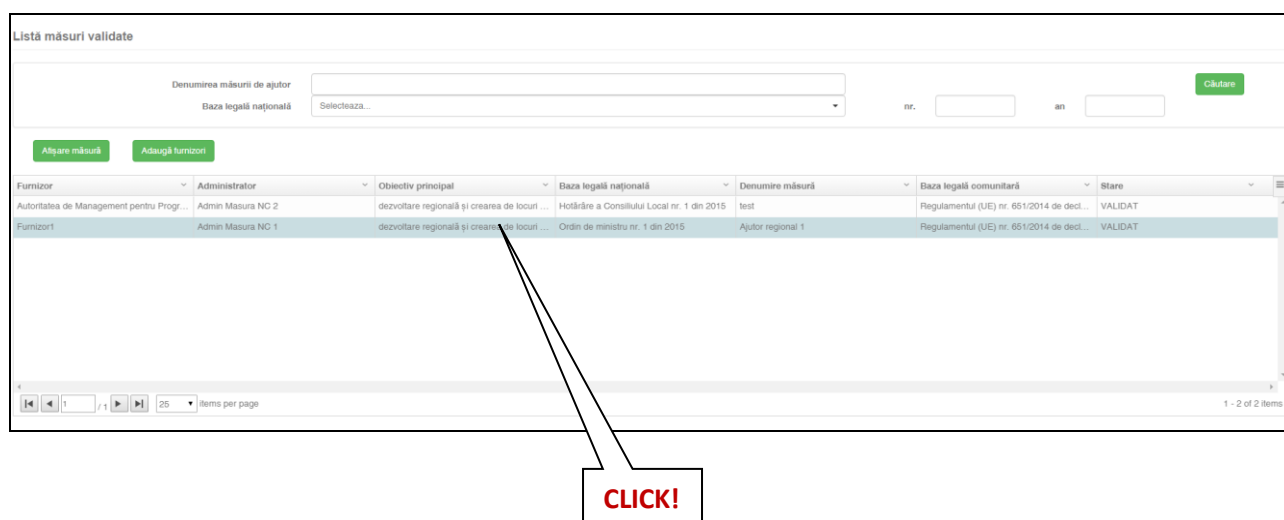 Listă măsuri validate
Denumirea măsurii de ajutor
Căutare
Baza legală națională Selecteaza... nr. an
Afișare măsură Adaugă furnizori
Furnizor Administrator Obiectiv principal Baza legală națională Denumire măsură Baza legală comunitară Stare
Autoritatea de Management pentru Progr... Admin Masura NC 2 dezvoltare regională și crearea de locuri ... Hotărâre a Consiliului Local nr. 1 din 2015 test Regulamentul (UE) nr. 651/2014 de decl... VALIDAT
Furnizor1 Admin Masura NC 1 dezvoltare regională și crearea de locuri ... Ordin de ministru nr. 1 din 2015 Ajutor regional 1 Regulamentul (UE) nr. 651/2014 de decl... VALIDAT
1 / 1 25 items per page 1 - 2 of 2 items
CLICK!